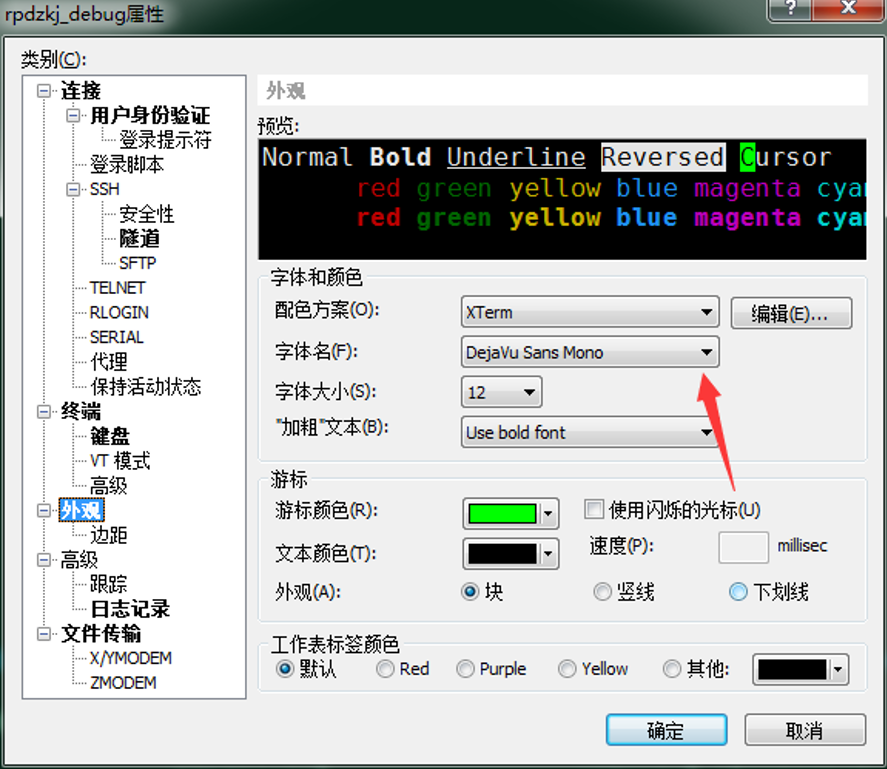 rpdzkj_debug属性
类别(C):
连接
用户身份验证
登录提示符
登录脚本
SSH
安全性
隧道
SFTP
TELNET
RLOGIN
SERIAL
代理
保持活动状态
终端
键盘
VT 模式
高级
外观
边距
高级
跟踪
日志记录
文件传输
X/YMODEM
ZMODEM
外观
预览:
Normal Bold Underline Reversed Cursor
red green yellow blue magenta cyan
red green yellow blue magenta cyan
字体和颜色
配色方案(O): XTerm 编辑(E)...
字体名(F): DejaVu Sans Mono
字体大小(S): 12
"加粗"文本(B): Use bold font
游标
游标颜色(R): 使用闪烁的光标(U)
文本颜色(T): 速度(P): millisec
外观(A): 块 竖线 下划线
工作表标签颜色
默认 Red Purple Yellow 其他:
确定 取消